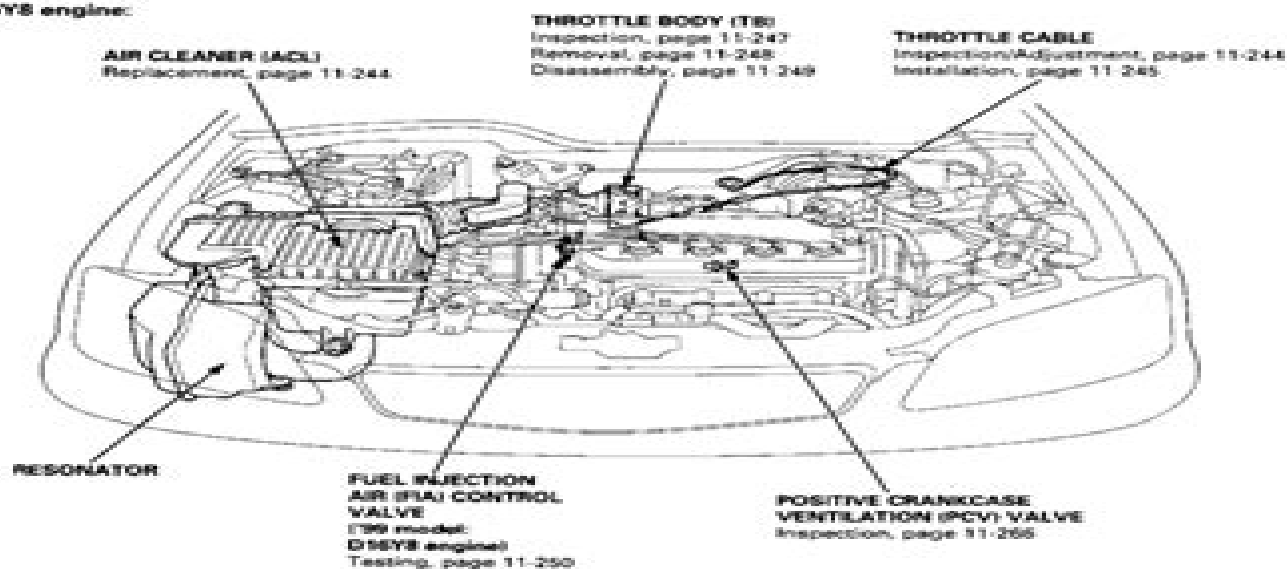 Y8 engine:
THROTTLE BODY (TB)
Inspection, page 11-247
Removal, page 11-248
Disassembly, page 11-249
THROTTLE CABLE
Inspection/Adjustment, page 11-244
Installation, page 11-245
AIR CLEANER (ACL)
Replacement, page 11-244
RESONATOR
FUEL INJECTION
AIR (FIA) CONTROL
VALVE
('99 model:
D16Y8 engine)
Testing, page 11-250
POSITIVE CRANKCASE
VENTILATION (PCV) VALVE
Inspection, page 11-266